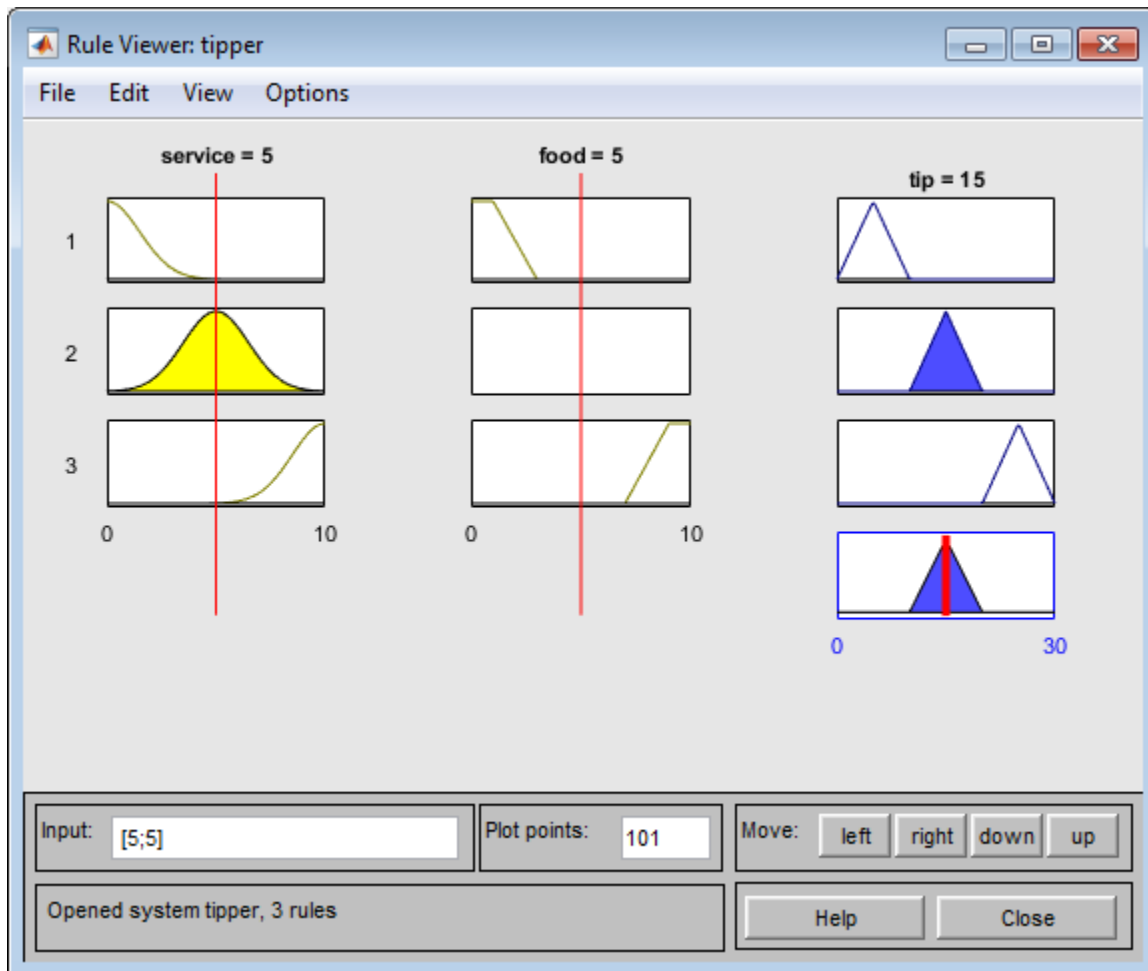 Rule Viewer: tipper
File Edit View Options
service = 5 food = 5
tip = 15
1
2
3
0 10 0 10
0 30
Input: [5;5] Plot points: 101 Move: left right down up
Opened system tipper, 3 rules Help Close